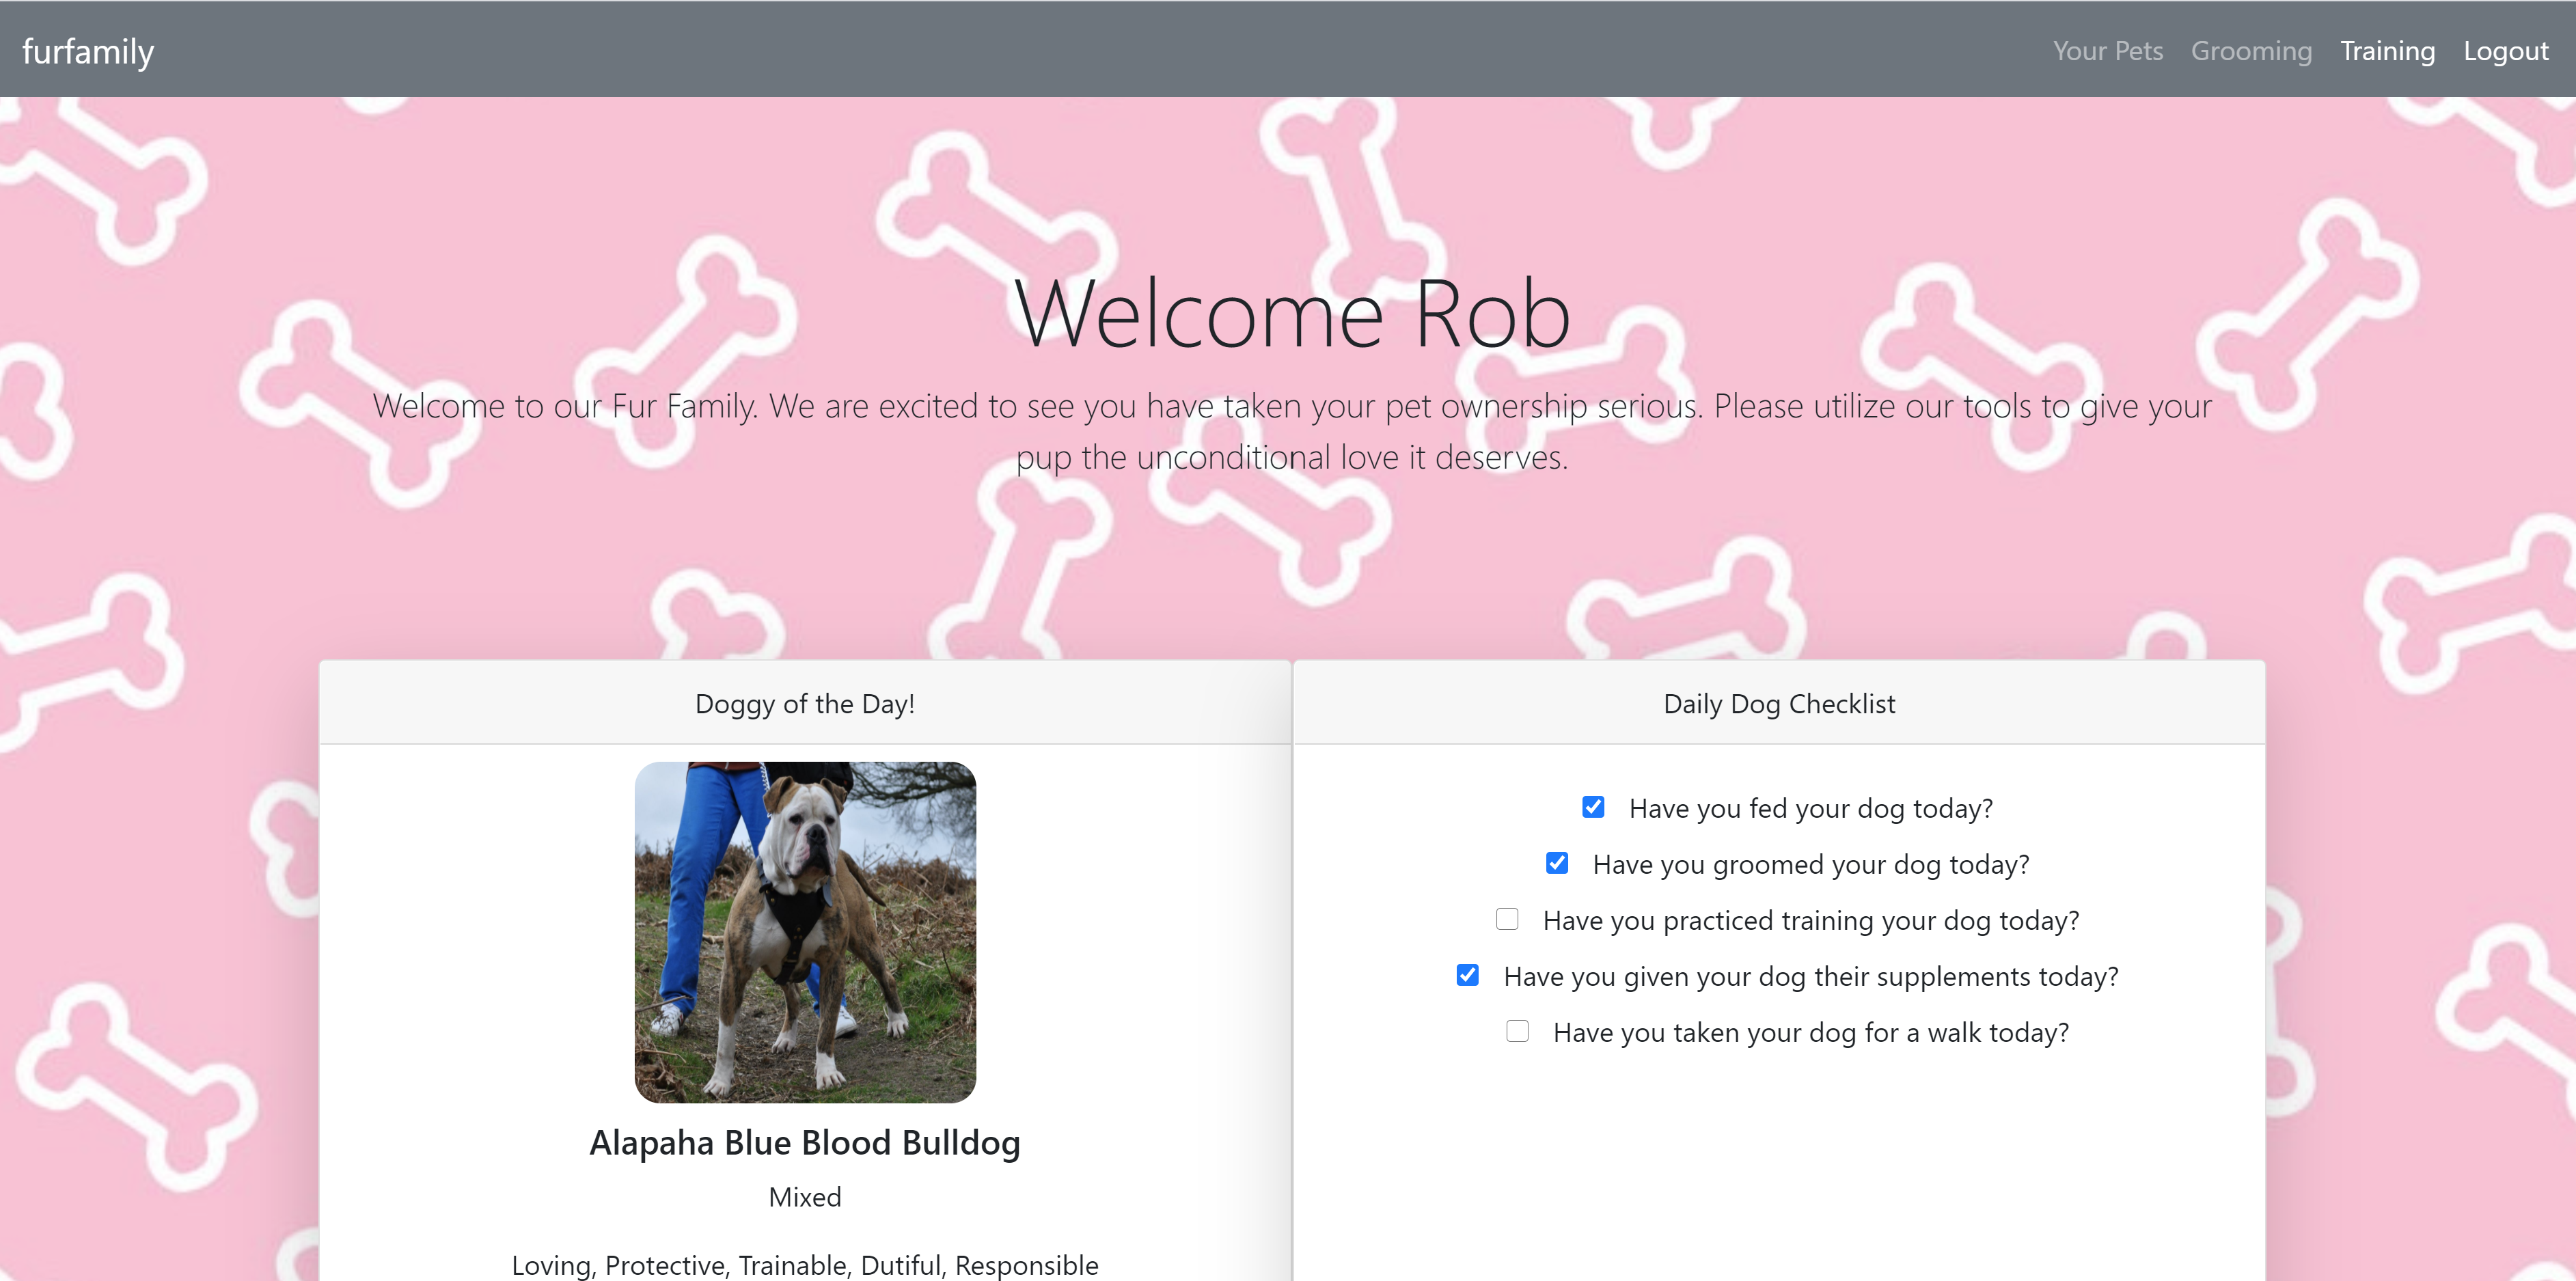 furfamily
Your Pets Grooming Training Logout
Welcome Rob
Welcome to our Fur Family. We are excited to see you have taken your pet ownership serious. Please utilize our tools to give your
pup the unconditional love it deserves.
Doggy of the Day!
Alapaha Blue Blood Bulldog
Mixed
Loving, Protective, Trainable, Dutiful, Responsible
Daily Dog Checklist
Have you fed your dog today?
Have you groomed your dog today?
Have you practiced training your dog today?
Have you given your dog their supplements today?
Have you taken your dog for a walk today?